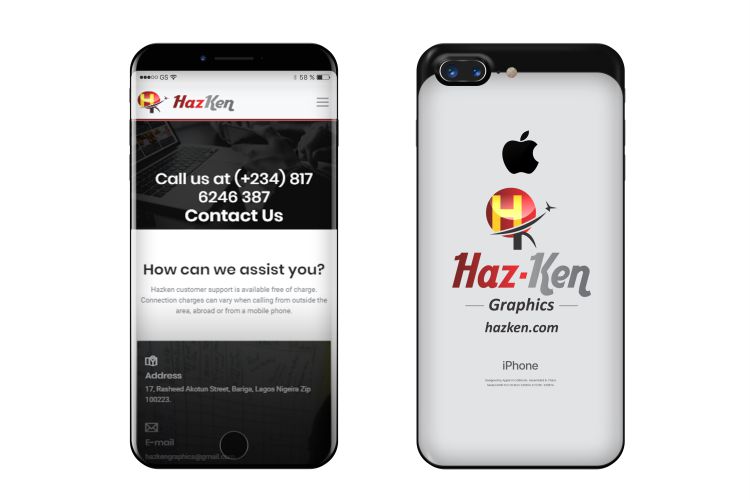 GS
58 %
HazKen
Call us at (+234) 817
6246 387
Contact Us
How can we assist you?
Hazken customer support is available free of charge.
Connection charges can vary when calling from outside the
area, abroad or from a mobile phone.
Address
17, Rasheed Akotun Street, Bariga, Lagos Nigeira Zip
100223.
E-mail
hazkengraphics@gmail.com
H
Haz-Ken
Graphics
hazken.com
iPhone